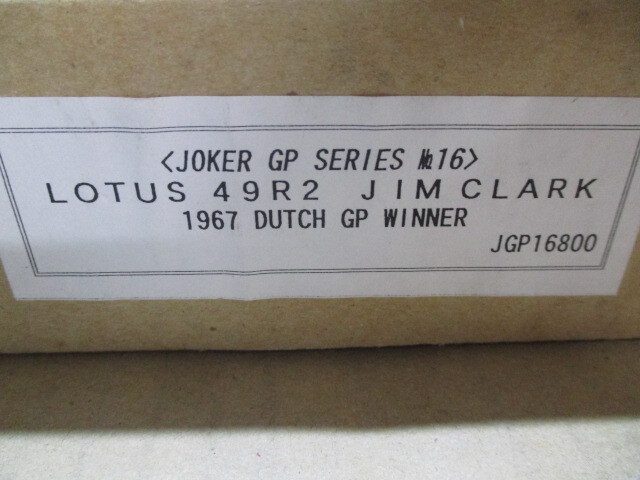 <JOKER GP SERIES №16>
LOTUS 49R2 JIM CLARK
1967 DUTCH GP WINNER
JGP16800